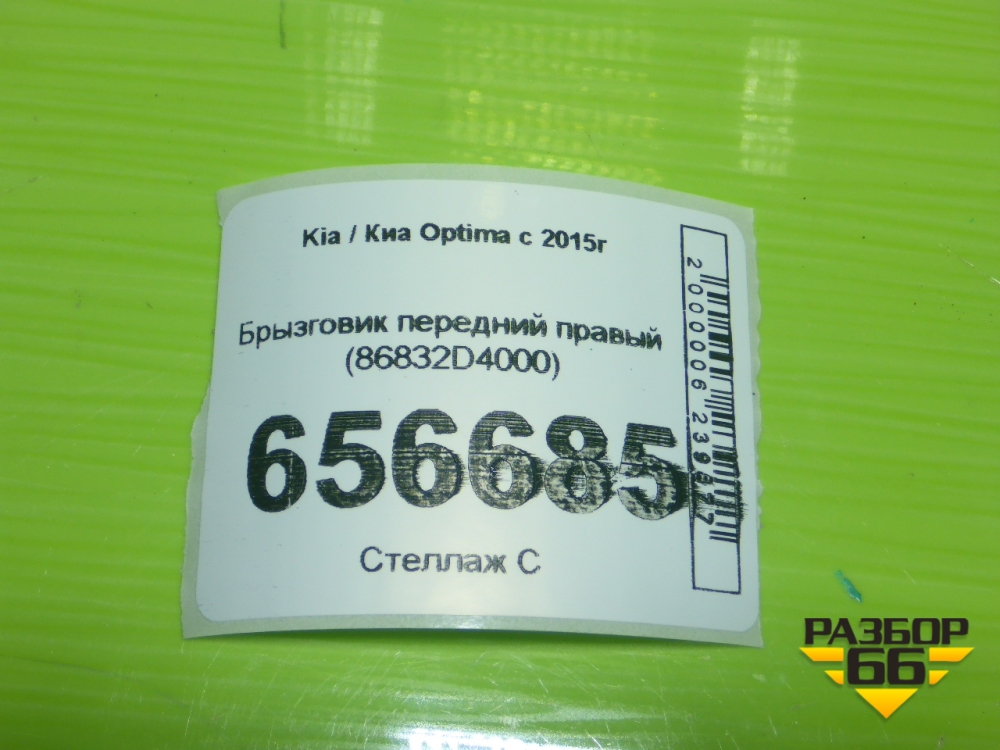 Kia / Киа Optima с 2015г
Брызговик передний правый
(86832D4000)
656685
Стеллаж С
РАЗБОР
66